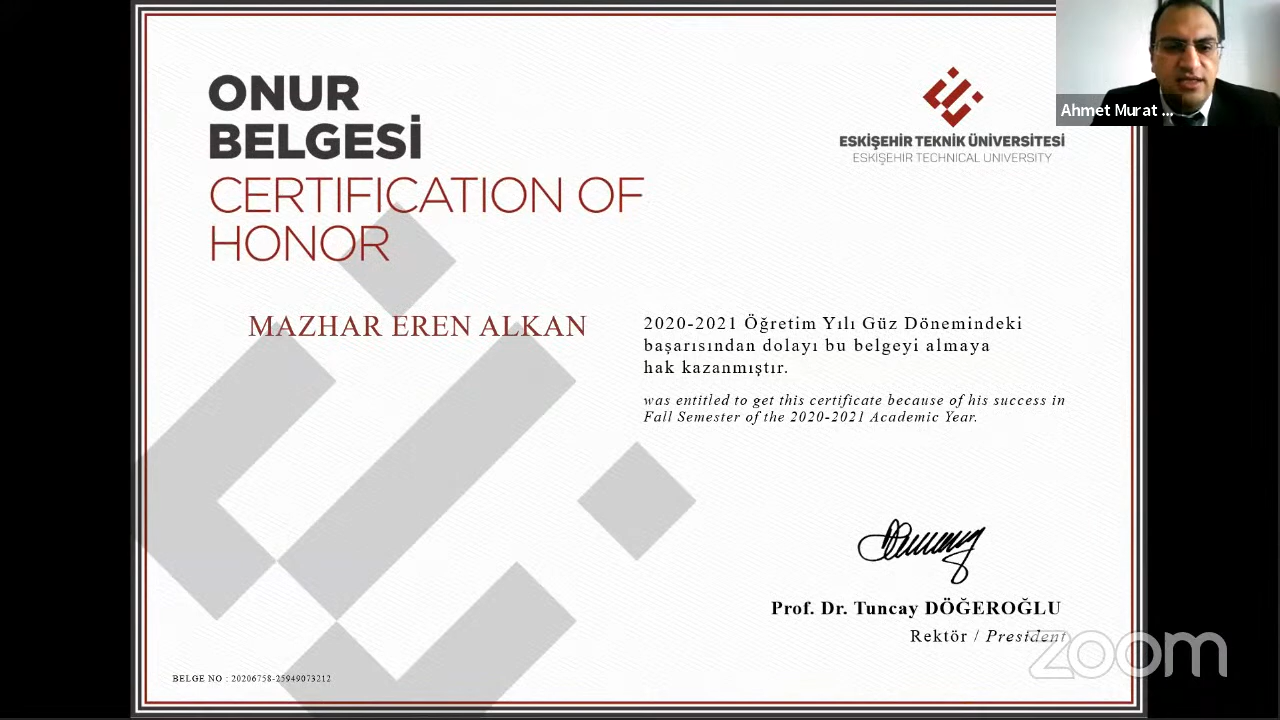 ONUR
BELGESİ
CERTIFICATION OF
HONOR
ESKİŞEHİR TEKNİK ÜNİVERSİTESİ
ESKİŞEHİR TECHNICAL UNIVERSITY
Ahmet Murat ...
MAZHAR EREN ALKAN
2020-2021 Öğretim Yılı Güz Dönemindeki
başarısından dolayı bu belgeyi almaya
hak kazanmıştır.
was entitled to get this certificate because of his success in
Fall Semester of the 2020-2021 Academic Year.
Prof. Dr. Tuncay DÖĞEROĞLU
Rektör / President
zoom
BELGE NO : 20206758-25949073212